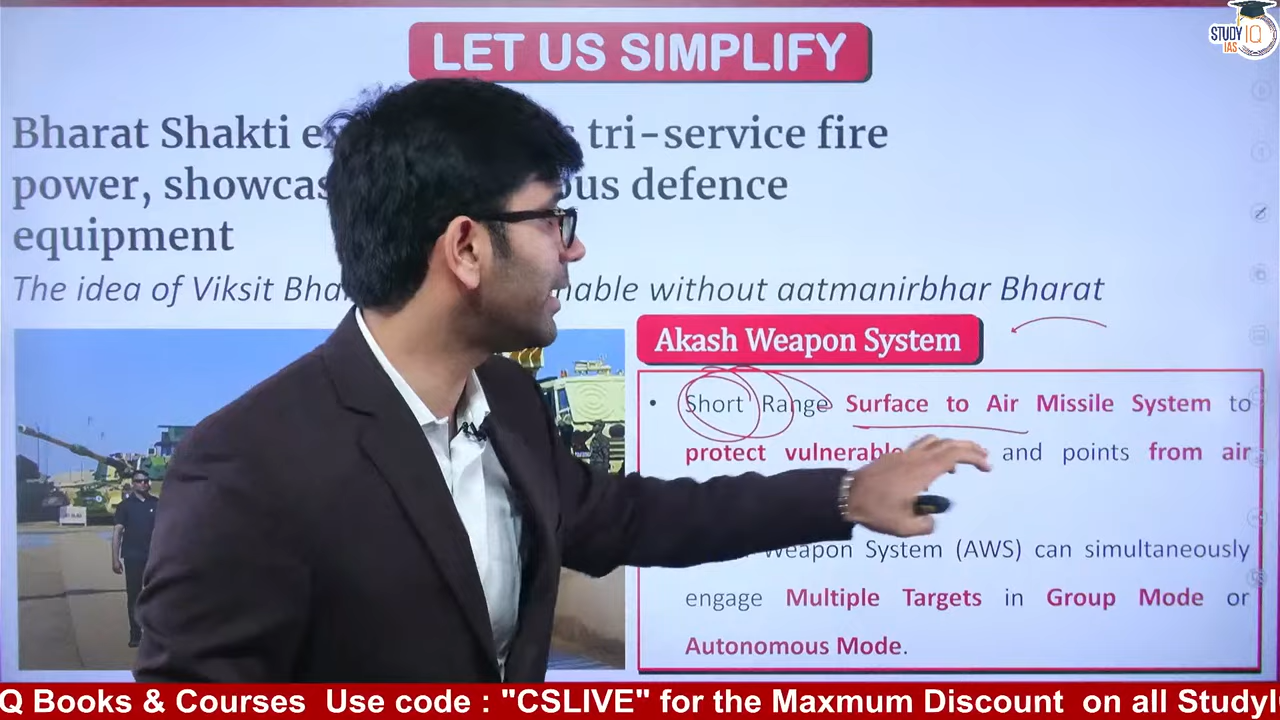 STUDY IQ
IAS
LET US SIMPLIFY
Bharat Shakti tri-service fire
power, defence
equipment
The idea of Viksit without aatmanirbhar Bharat
Akash Weapon System
• Short Range Surface to Air Missile System to
protect and points from air
Weapon System (AWS) can simultaneously
engage Multiple Targets in Group Mode or
Autonomous Mode.
Q Books & Courses Use code : "CSLIVE" for the Maxmum Discount on all StudyI